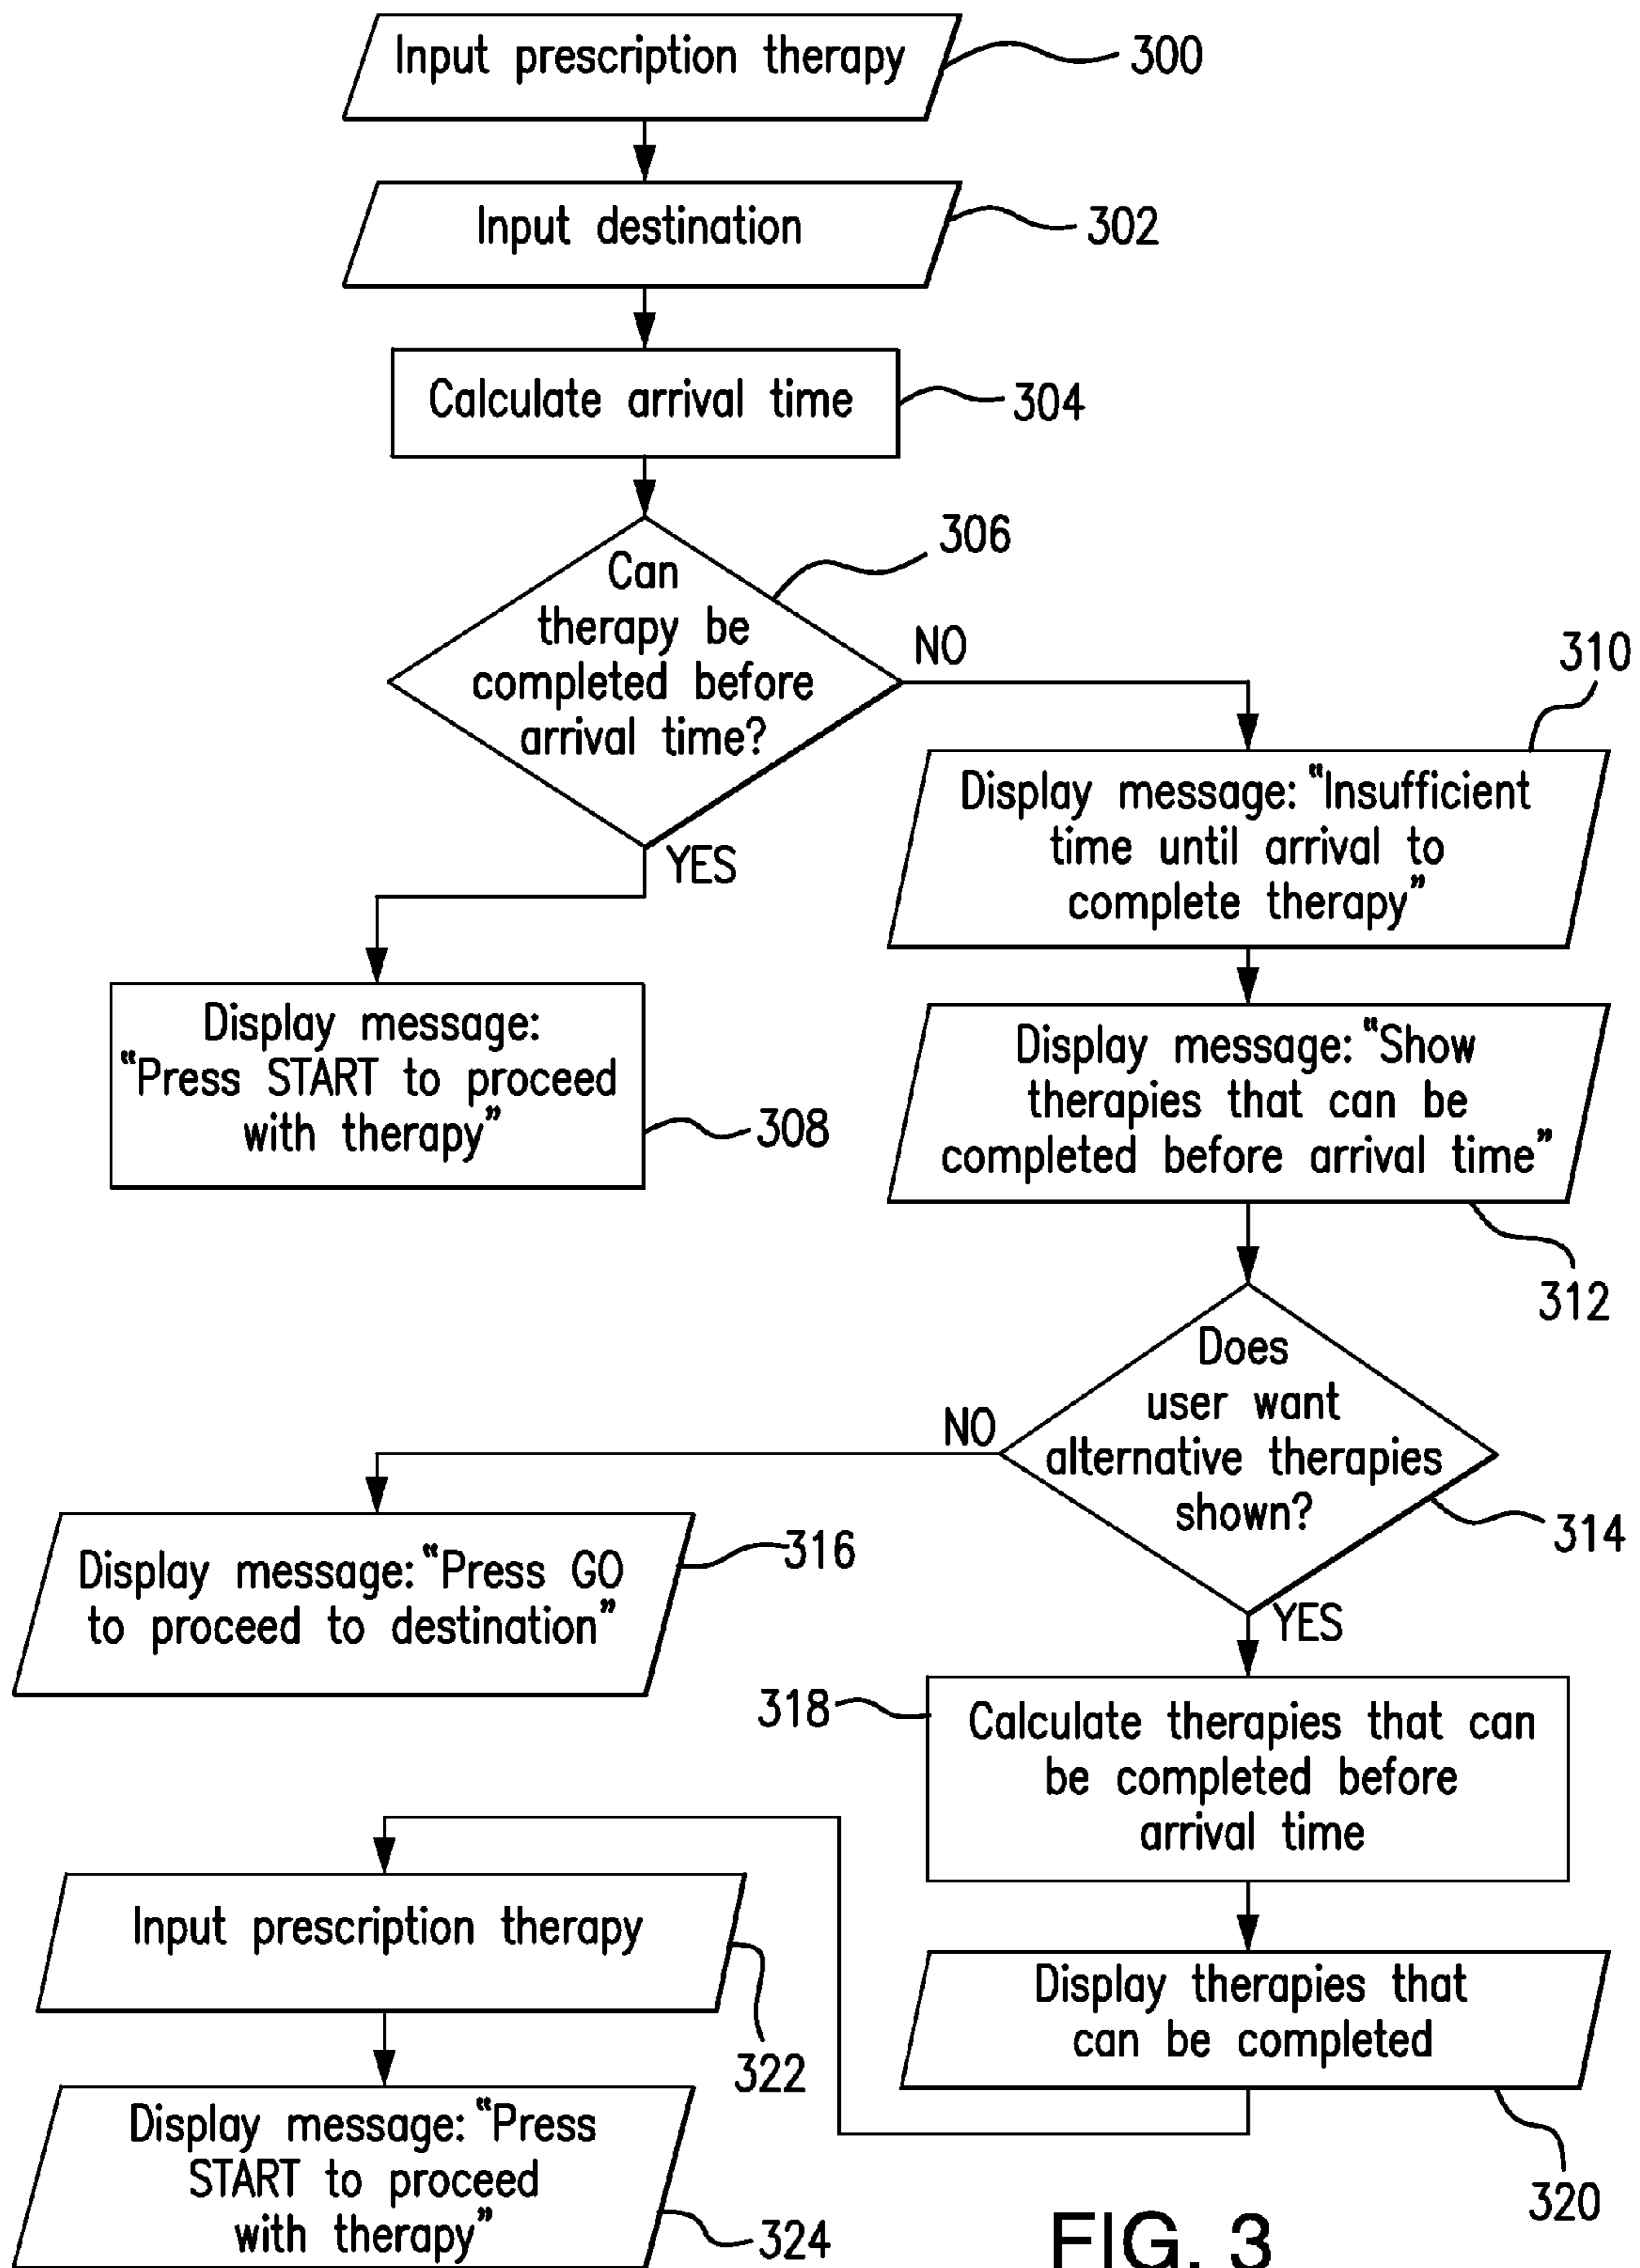 Input prescription therapy
300
Input destination
302
Calculate arrival time
304
306
Can
therapy be
completed before
arrival time?
NO
YES
310
Display message: “Insufficient
time until arrival to
complete therapy”
Display message:
“Press START to proceed
with therapy”
308
Display message: “Show
therapies that can be
completed before arrival time”
312
Does
user want
alternative therapies
shown?
NO
314
YES
Display message: “Press GO
to proceed to destination”
316
318
Calculate therapies that can
be completed before
arrival time
Display therapies that
can be completed
320
Input prescription therapy
322
Display message: “Press
START to proceed
with therapy”
324
FIG. 3